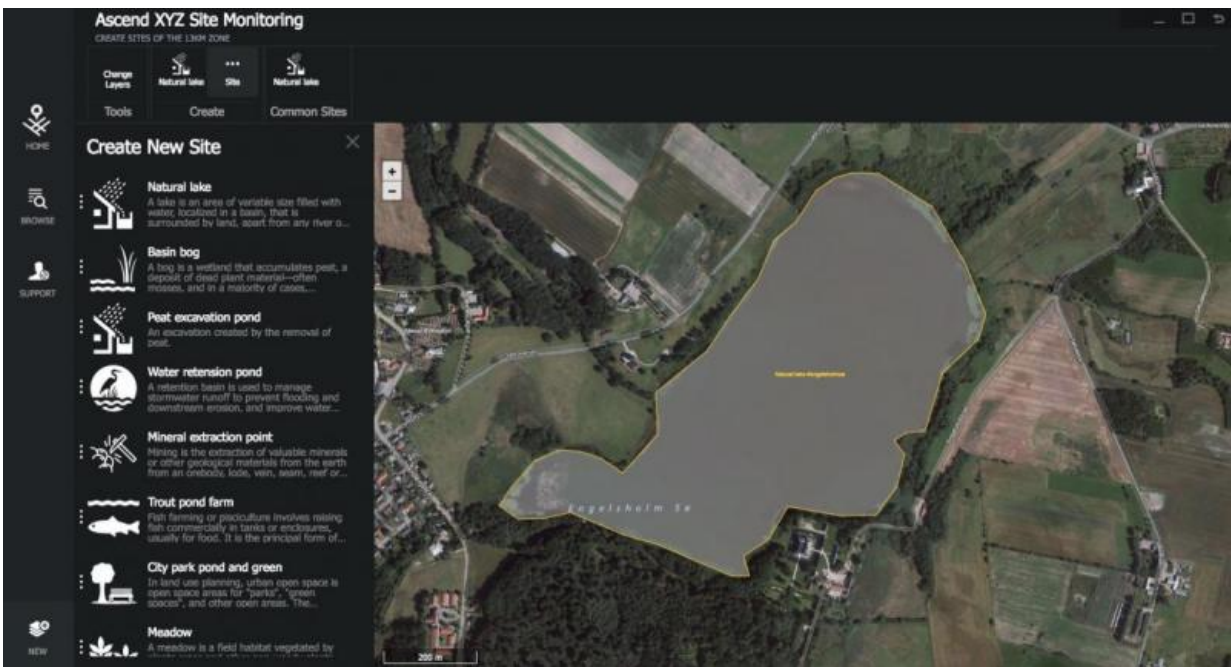 Ascend XYZ Site Monitoring
CREATE SITES OF THE 13KM ZONE
Change
Layers
Natural lake
Site
Natural lake
Tools
Create
Common Sites
HOME
BROWSE
SUPPORT
NEW
Create New Site
Natural lake
A lake is an area of variable size filled with
water, localized in a basin, that is
surrounded by land, apart from any river o...
Basin bog
A bog is a wetland that accumulates peat, a
deposit of dead plant material—often
mosses, and in a majority of cases,...
Peat excavation pond
An excavation created by the removal of
peat.
Water retension pond
A retention basin is used to manage
stormwater runoff to prevent flooding and
downstream erosion, and improve water...
Mineral extraction point
Mining is the extraction of valuable minerals
or other geological materials from the earth
from an orebody, lode, vein, seam, reef or...
Trout pond farm
Fish farming or pisciculture involves raising
fish commercially in tanks or enclosures,
usually for food. It is the principal form of...
City park pond and green
In land use planning, urban open space is
open space areas for "parks", "green
spaces", and other open areas. The...
Meadow
A meadow is a field habitat vegetated by
+
−
Engelsholm Sø
200 m